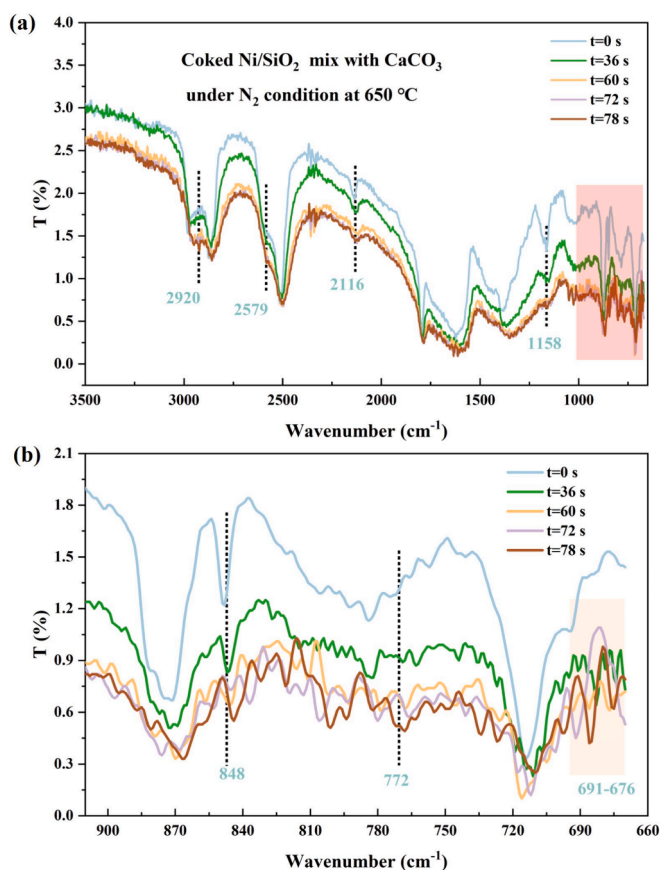 (a)
4.0
3.5
3.0
2.5
2.0
1.5
1.0
0.5
0.0
T (%)
Coked Ni/SiO₂ mix with CaCO₃
under N₂ condition at 650 °C
t=0 s
t=36 s
t=60 s
t=72 s
t=78 s
2920
2579
2116
1158
3500
3000
2500
2000
1500
1000
Wavenumber (cm⁻¹)
(b)
2.1
1.8
1.5
1.2
0.9
0.6
0.3
0.0
T (%)
t=0 s
t=36 s
t=60 s
t=72 s
t=78 s
848
772
691-676
900
870
840
810
780
750
720
690
660
Wavenumber (cm⁻¹)